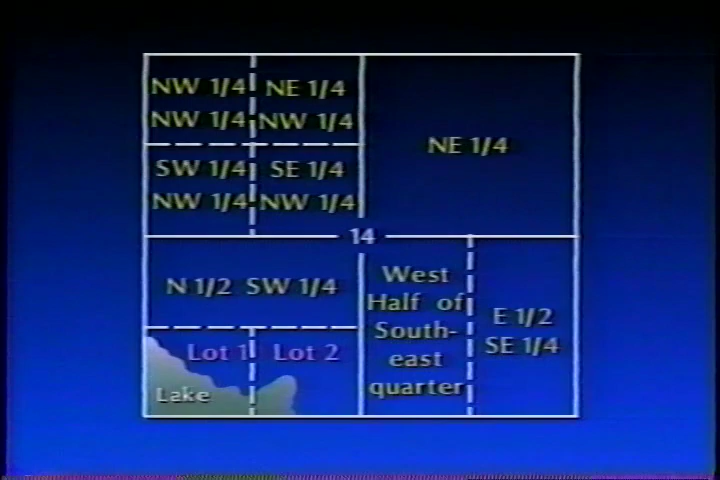 NW 1/4
NW 1/4
NE 1/4
NW 1/4
NE 1/4
SW 1/4
NW 1/4
SE 1/4
NW 1/4
14
N 1/2 SW 1/4
West
Half of
South-
east
quarter
E 1/2
SE 1/4
Lot 1
Lot 2
Lake